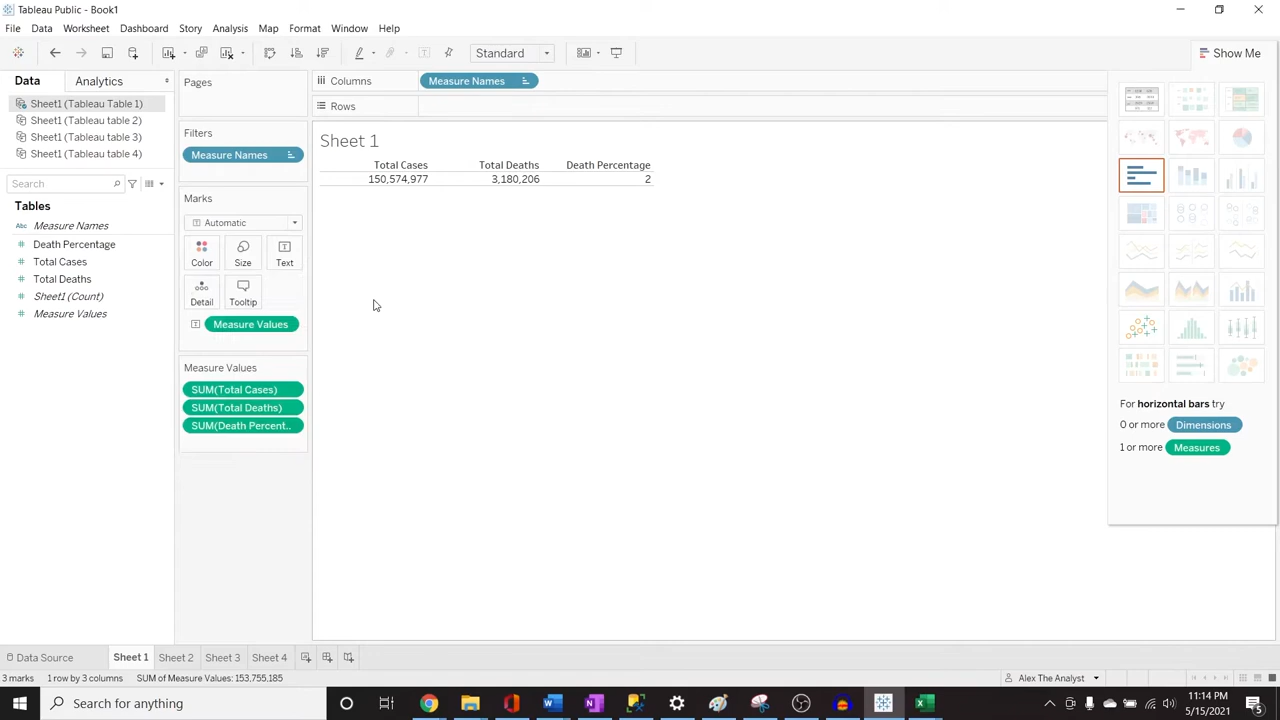 Tableau Public - Book1
File Data Worksheet Dashboard Story Analysis Map Format Window Help
Standard
Show Me
Data Analytics
Sheet1 (Tableau Table 1)
Sheet1 (Tableau table 2)
Sheet1 (Tableau table 3)
Sheet1 (Tableau table 4)
Search
Tables
Abc Measure Names
Death Percentage
Total Cases
Total Deaths
Sheet1 (Count)
Measure Values
Pages
Filters
Measure Names
Marks
Automatic
Color Size Text
Detail Tooltip
Measure Values
Measure Values
SUM(Total Cases)
SUM(Total Deaths)
SUM(Death Percent..
Columns Measure Names
Rows
Sheet 1
Total Cases Total Deaths Death Percentage
150,574,977 3,180,206 2
For horizontal bars try
0 or more Dimensions
1 or more Measures
Data Source Sheet 1 Sheet 2 Sheet 3 Sheet 4
3 marks 1 row by 3 columns SUM of Measure Values: 153,755,185
Alex The Analyst
Search for anything
11:14 PM
5/15/2021